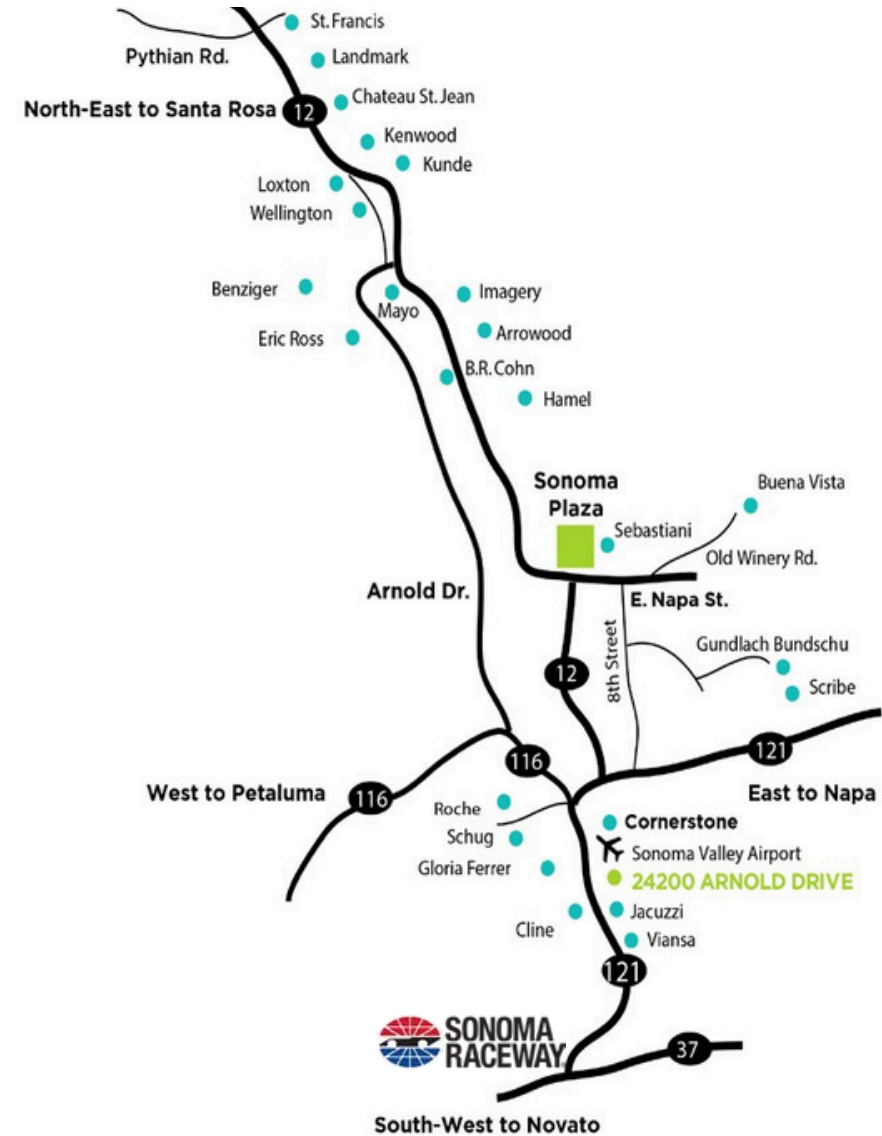 St. Francis
Pythian Rd.
Landmark
Chateau St. Jean
North-East to Santa Rosa
12
Kenwood
Kunde
Loxton
Wellington
Benziger
Mayo
Imagery
Eric Ross
Arrowood
B.R. Cohn
Hamel
Sonoma
Plaza
Buena Vista
Sebastiani
Old Winery Rd.
Arnold Dr.
E. Napa St.
8th Street
Gundlach Bundschu
12
Scribe
121
116
West to Petaluma
116
East to Napa
Roche
Cornerstone
Schug
Sonoma Valley Airport
Gloria Ferrer
24200 ARNOLD DRIVE
Jacuzzi
Cline
Viansa
121
SONOMA
RACEWAY
37
South-West to Novato